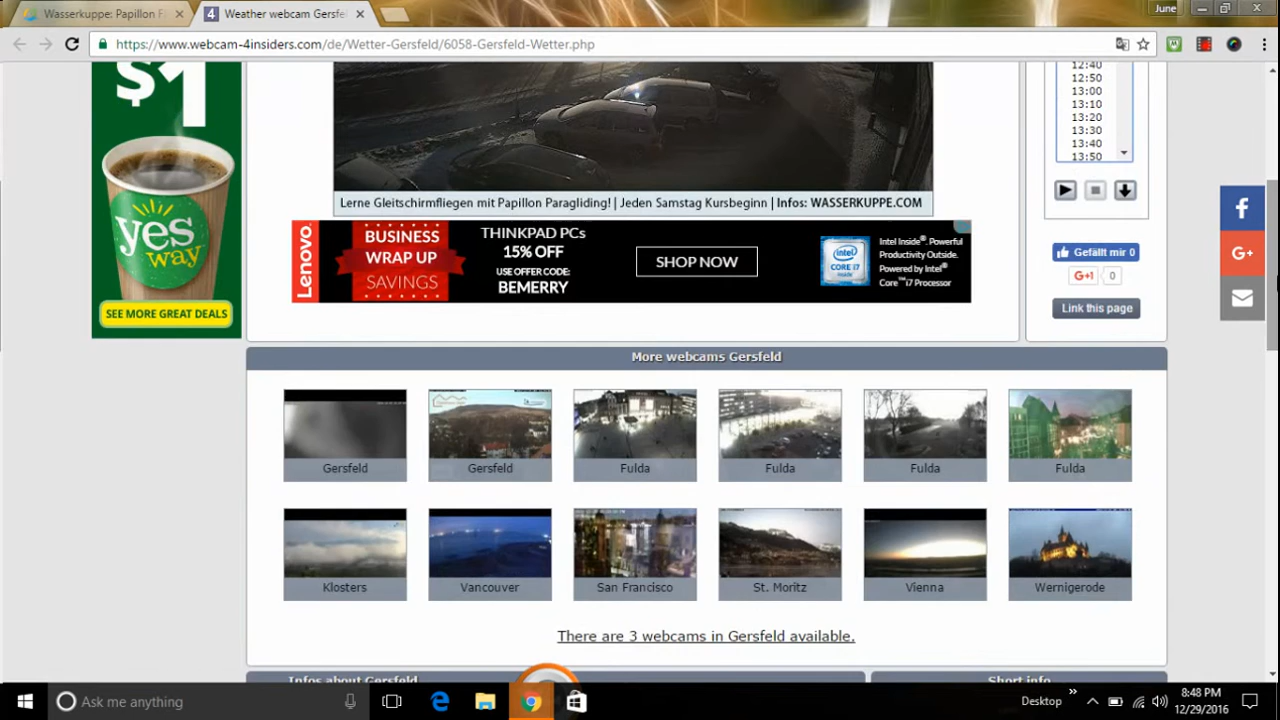 Wasserkuppe: Papillon F
Weather webcam Gersfel
June
https://www.webcam-4insiders.com/de/Wetter-Gersfeld/6058-Gersfeld-Wetter.php
$1
yes way
SEE MORE GREAT DEALS
12:40
12:50
13:00
13:10
13:20
13:30
13:40
13:50
Lerne Gleitschirmfliegen mit Papillon Paragliding! | Jeden Samstag Kursbeginn | Infos: WASSERKUPPE.COM
Lenovo
BUSINESS
WRAP UP
SAVINGS
THINKPAD PCs
15% OFF
USE OFFER CODE:
BEMERRY
SHOP NOW
intel inside
CORE i7
Intel Inside®. Powerful
Productivity Outside.
Powered by Intel®
Core™i7 Processor
Gefällt mir 0
G+1 0
Link this page
More webcams Gersfeld
Gersfeld
Gersfeld
Fulda
Fulda
Fulda
Fulda
Klosters
Vancouver
San Francisco
St. Moritz
Vienna
Wernigerode
There are 3 webcams in Gersfeld available.
Infos about Gersfeld
Short info
Ask me anything
Desktop
8:48 PM
12/29/2016